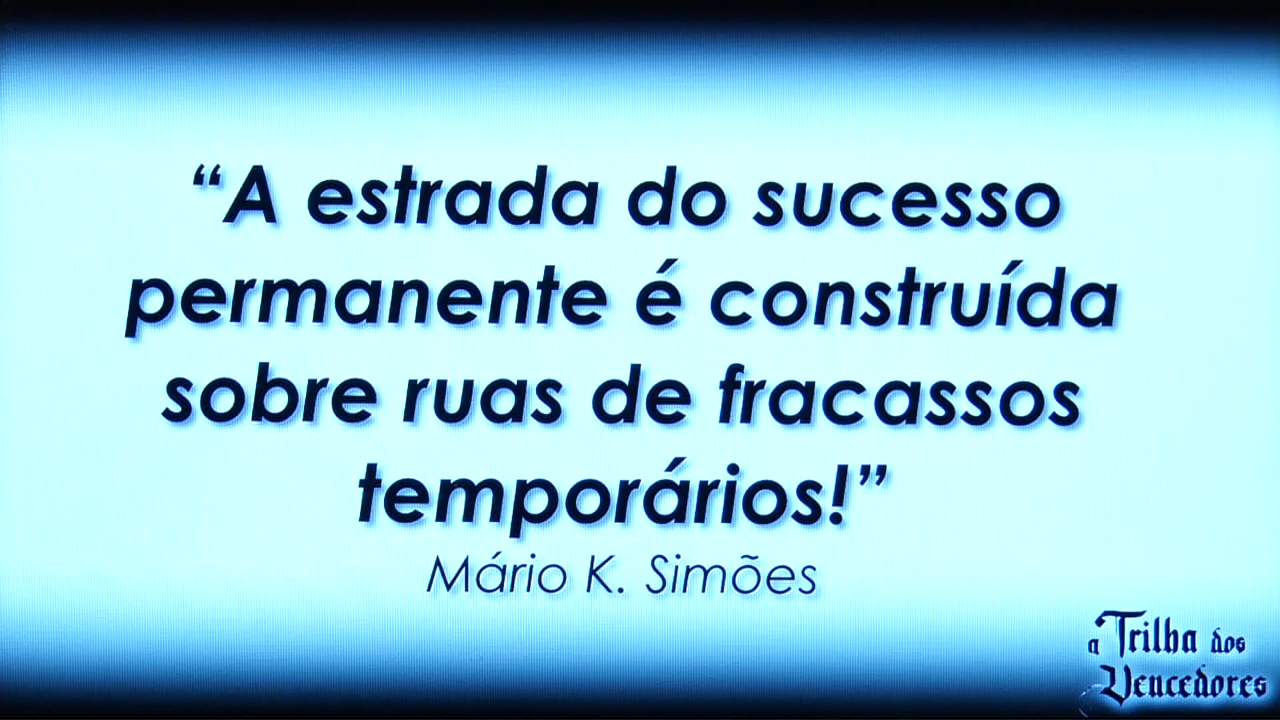 “A estrada do sucesso
permanente é construída
sobre ruas de fracassos
temporários!”
Mário K. Simões
a Trilha dos
Vencedores